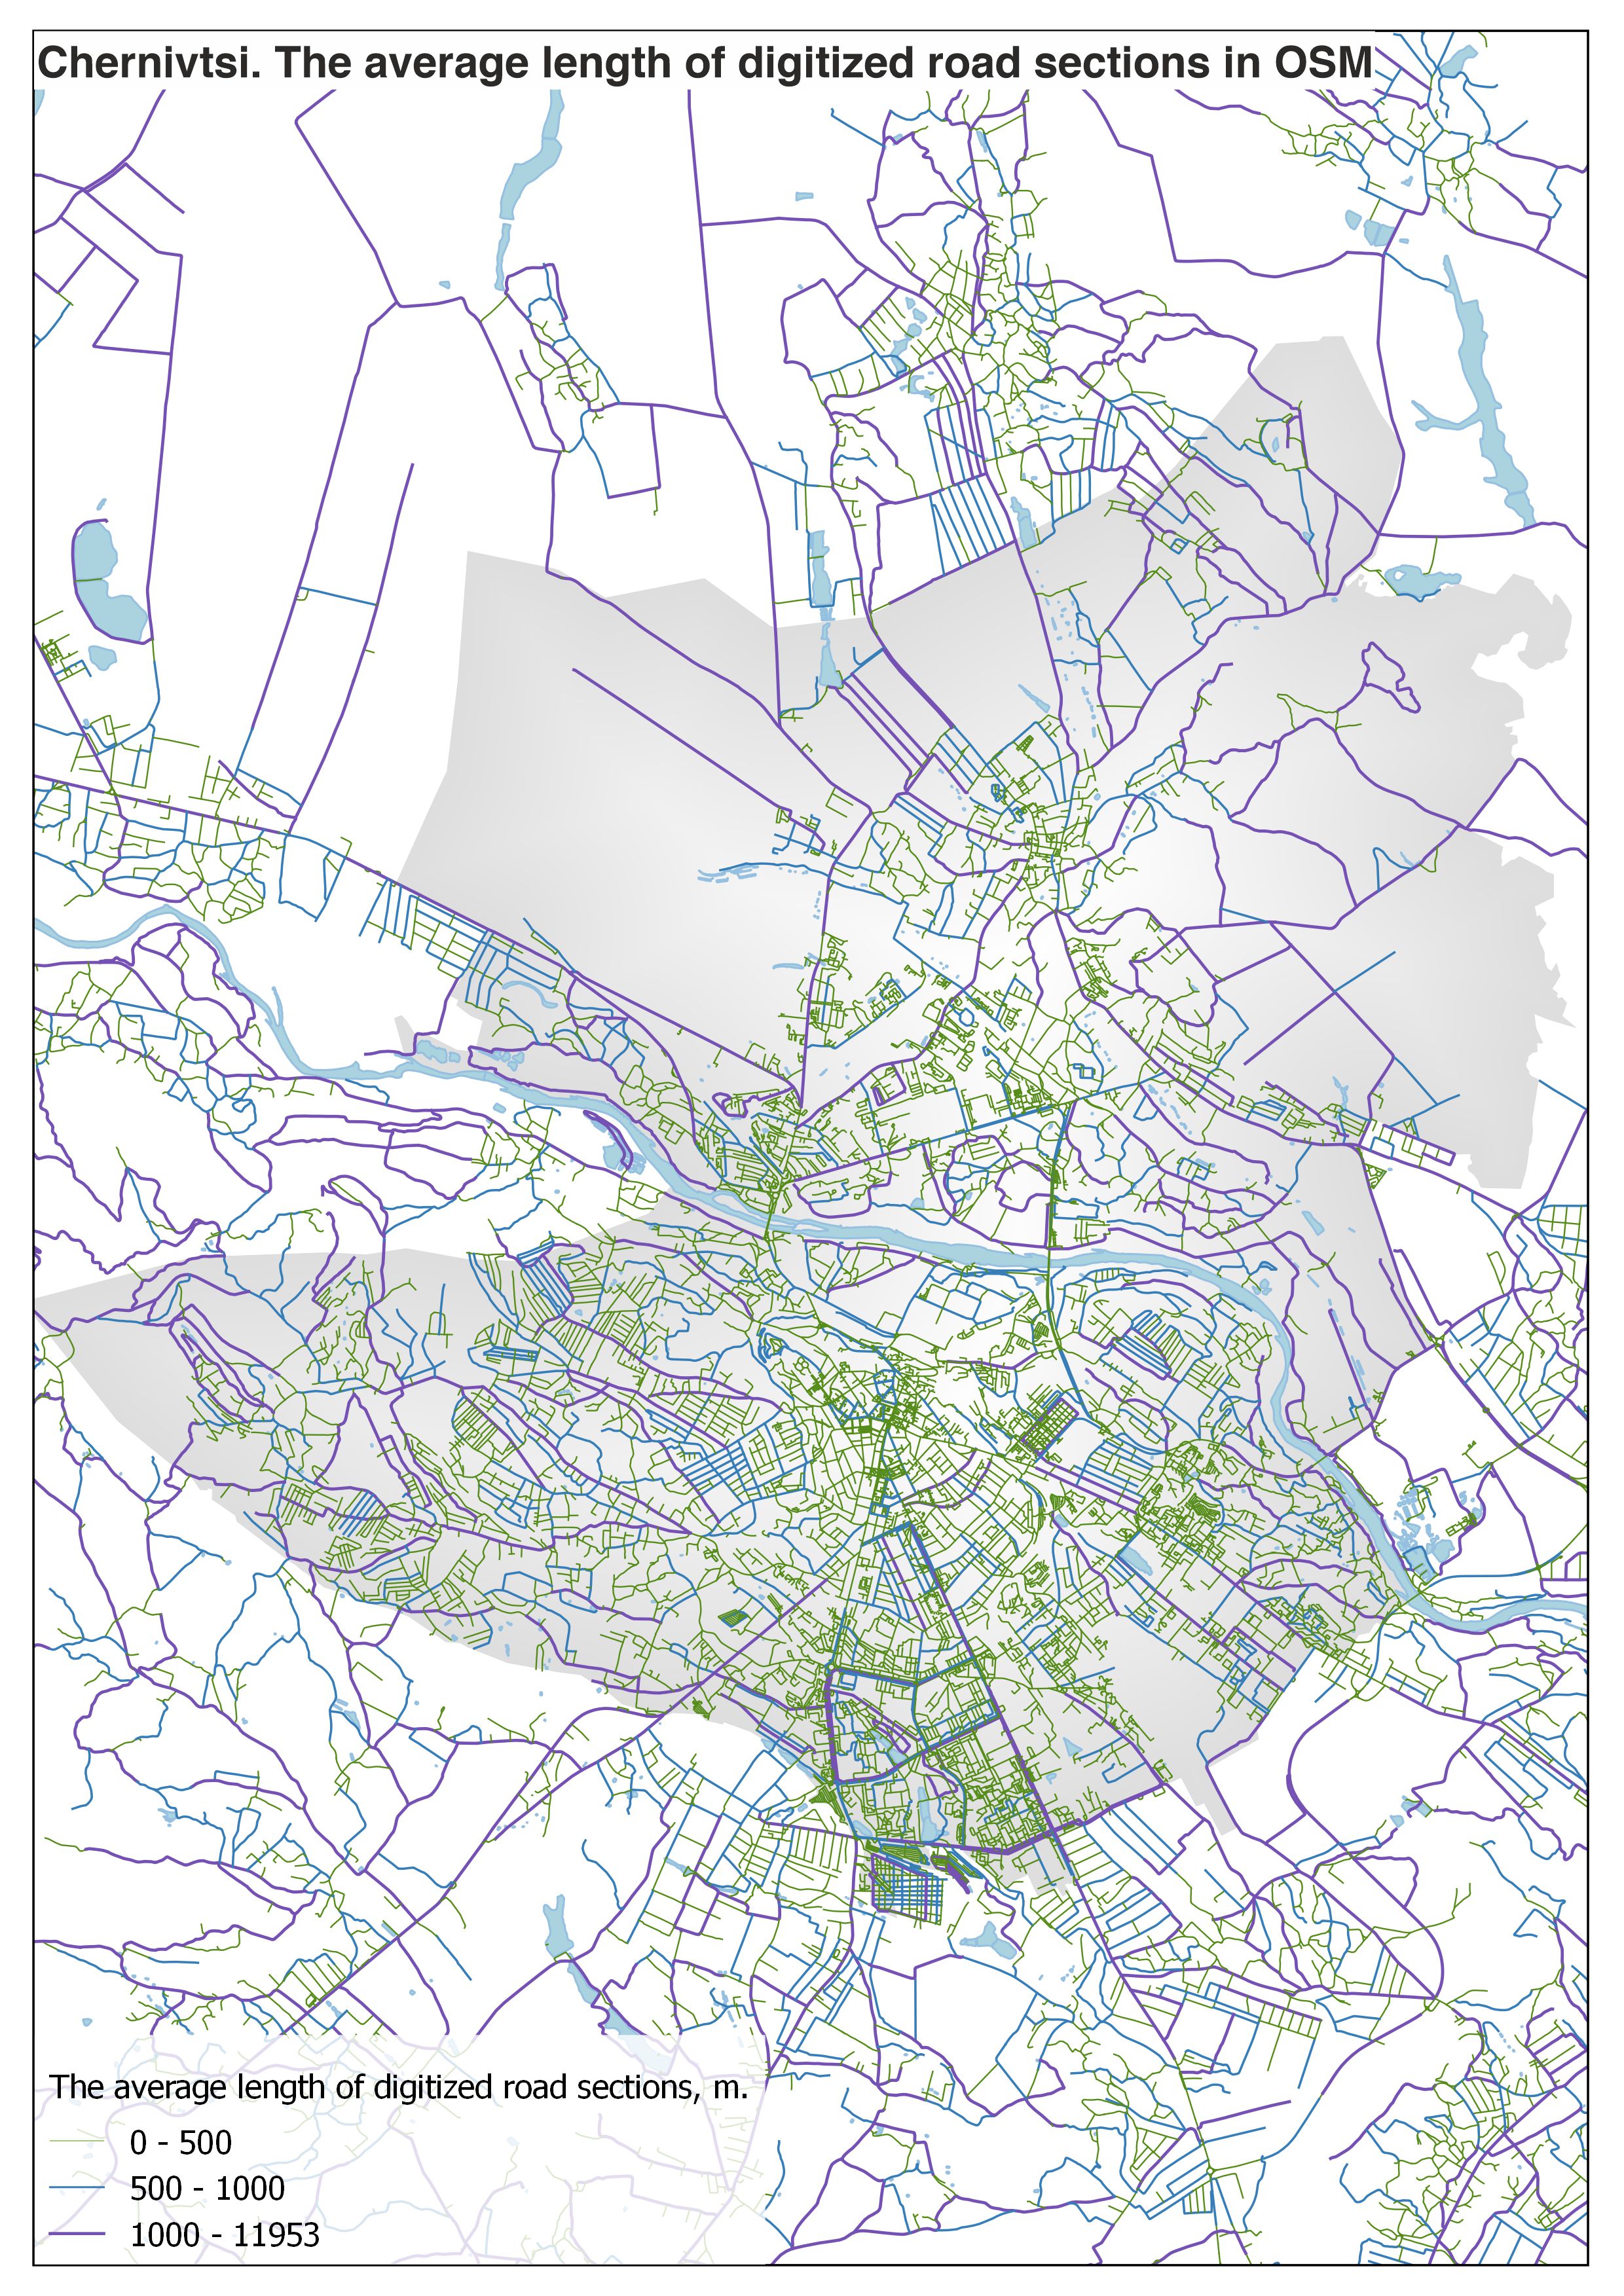 Chernivtsi. The average length of digitized road sections in OSM
The average length of digitized road sections, m.
0 - 500
500 - 1000
1000 - 11953